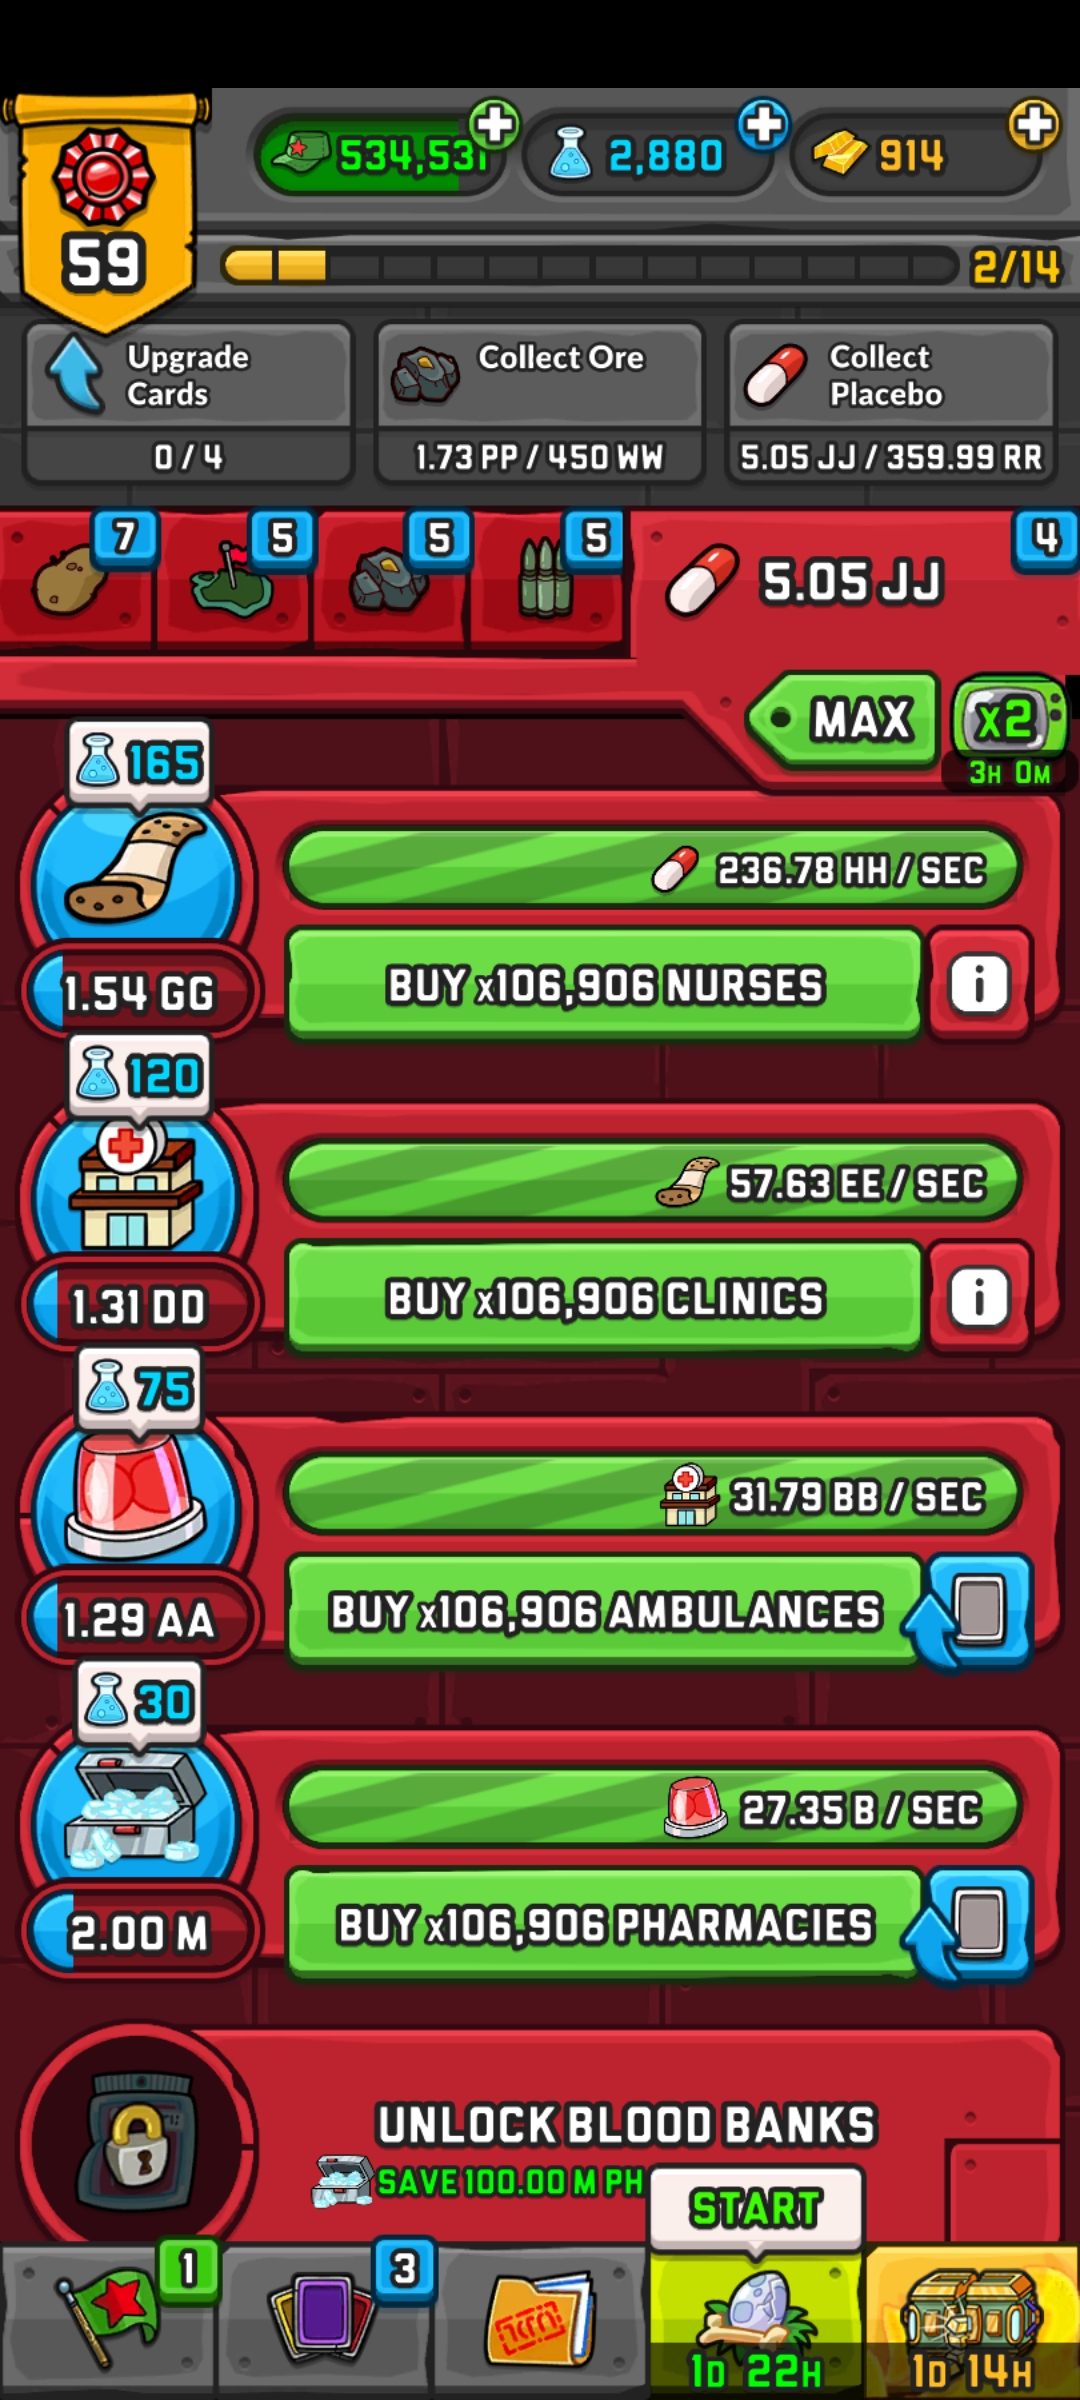 534,531
2,880
914
59
2/14
Upgrade
Cards
0 / 4
Collect Ore
1.73 PP / 450 WW
Collect
Placebo
5.05 JJ / 359.99 RR
7
5
5
5
5.05 JJ
4
MAX
x2
3H 0M
165
236.78 HH / SEC
1.54 GG
BUY x106,906 NURSES
i
120
57.63 EE / SEC
1.31 DD
BUY x106,906 CLINICS
i
75
31.79 BB / SEC
1.29 AA
BUY x106,906 AMBULANCES
30
27.35 B / SEC
2.00 M
BUY x106,906 PHARMACIES
UNLOCK BLOOD BANKS
SAVE 100.00 M PH
START
1
3
1D 22H
1D 14H